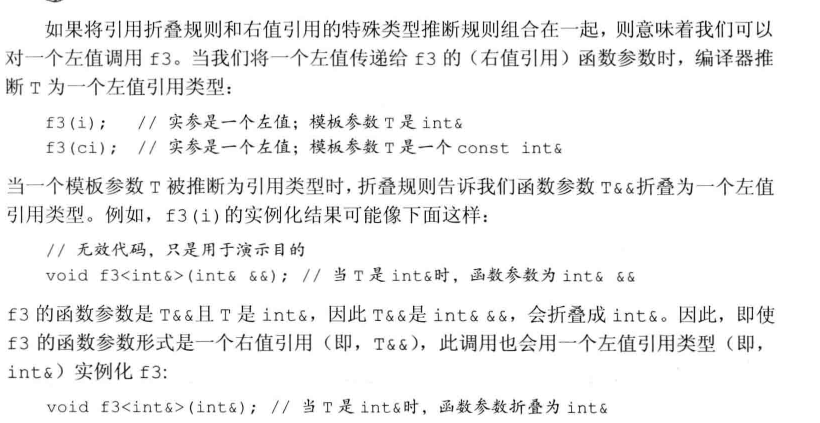 如果将引用折叠规则和右值引用的特殊类型推断规则组合在一起，则意味着我们可以
对一个左值调用 f3。当我们将一个左值传递给 f3 的（右值引用）函数参数时，编译器推
断 T 为一个左值引用类型：
f3(i);   // 实参是一个左值；模板参数 T 是 int&
f3(ci);  // 实参是一个左值；模板参数 T 是一个 const int&
当一个模板参数 T 被推断为引用类型时，折叠规则告诉我们函数参数 T&&折叠为一个左值
引用类型。例如，f3(i)的实例化结果可能像下面这样：
// 无效代码，只是用于演示目的
void f3<int&>(int& &&); // 当 T 是 int&时，函数参数为 int& &&
f3 的函数参数是 T&&且 T 是 int&，因此 T&&是 int& &&，会折叠成 int&。因此，即使
f3 的函数参数形式是一个右值引用（即，T&&），此调用也会用一个左值引用类型（即，
int&）实例化 f3:
void f3<int&>(int&); // 当 T 是 int&时，函数参数折叠为 int&